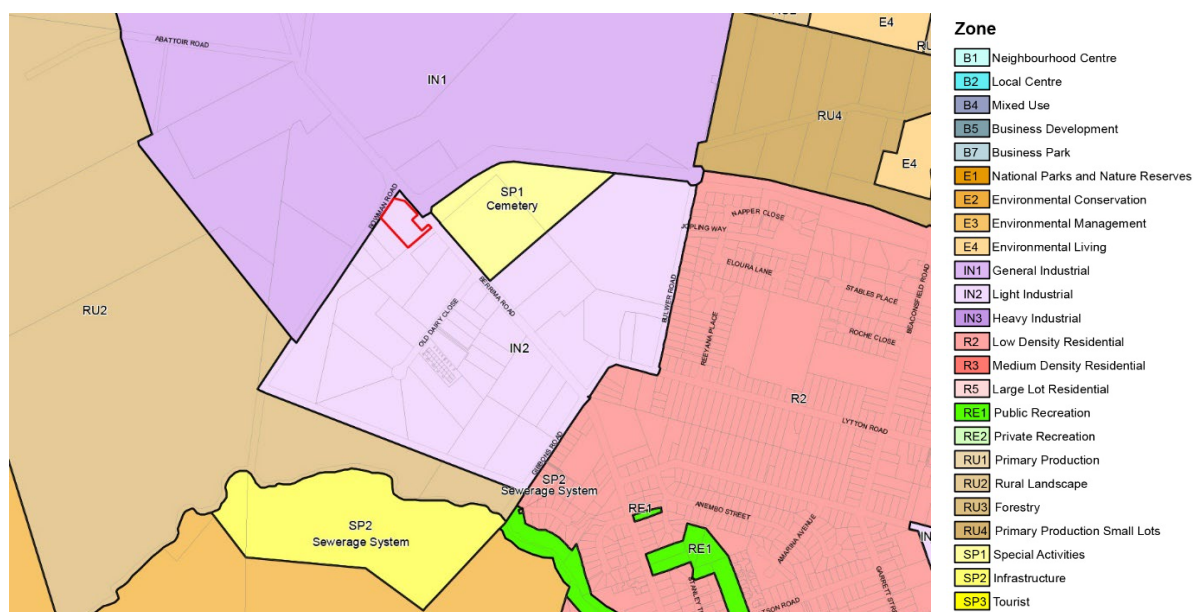 ABATTOIR ROAD
E4
IN1
RU4
E4
SP1
Cemetery
BOWMAN ROAD
NAPPER CLOSE
JOPLING WAY
ELOURA LANE
STABLES PLACE
BEACONSFIELD ROAD
RU2
BERRIMA ROAD
BULWER ROAD
OLD DAIRY CLOSE
REEYANA PLACE
ROCHE CLOSE
IN2
R2
LYTTON ROAD
GIBBONS ROAD
SP2
Sewerage System
SP2
Sewerage System
RE1
ANEMBO STREET
RE1
AMARINA AVENUE
IN
Zone
B1 Neighbourhood Centre
B2 Local Centre
B4 Mixed Use
B5 Business Development
B7 Business Park
E1 National Parks and Nature Reserves
E2 Environmental Conservation
E3 Environmental Management
E4 Environmental Living
IN1 General Industrial
IN2 Light Industrial
IN3 Heavy Industrial
R2 Low Density Residential
R3 Medium Density Residential
R5 Large Lot Residential
RE1 Public Recreation
RE2 Private Recreation
RU1 Primary Production
RU2 Rural Landscape
RU3 Forestry
RU4 Primary Production Small Lots
SP1 Special Activities
SP2 Infrastructure
SP3 Tourist